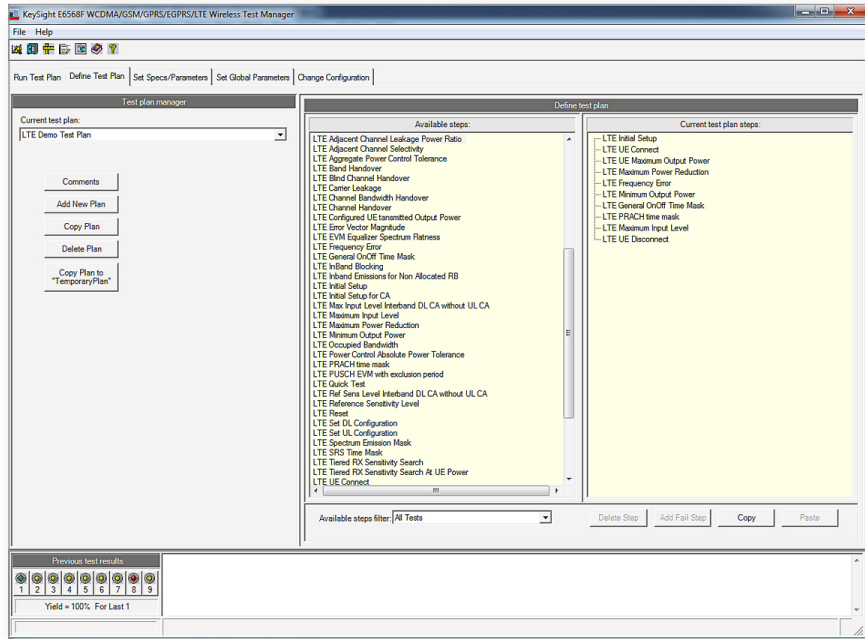 KeySight E6568F WCDMA/GSM/GPRS/EGPRS/LTE Wireless Test Manager
File Help
Run Test Plan Define Test Plan Set Specs/Parameters Set Global Parameters Change Configuration
Test plan manager
Current test plan:
LTE Demo Test Plan
Comments
Add New Plan
Copy Plan
Delete Plan
Copy Plan to
"TemporaryPlan"
Define test plan
Available steps:
LTE Adjacent Channel Leakage Power Ratio
LTE Adjacent Channel Selectivity
LTE Aggregate Power Control Tolerance
LTE Band Handover
LTE Blind Channel Handover
LTE Carrier Leakage
LTE Channel Bandwidth Handover
LTE Channel Handover
LTE Configured UE tansmitted Output Power
LTE Error Vector Magnitude
LTE EVM Equalizer Spectrum Flatness
LTE Frequency Error
LTE General OnOff Time Mask
LTE InBand Blocking
LTE Inband Emissions for Non Allocated RB
LTE Initial Setup
LTE Initial Setup for CA
LTE Max Input Level Interband DL CA without UL CA
LTE Maximum Input Level
LTE Maximum Power Reduction
LTE Minimum Output Power
LTE Occupied Bandwidth
LTE Power Control Absolute Power Tolerance
LTE PRACH time mask
LTE PUSCH EVM with exclusion period
LTE Quick Test
LTE Ref Sens Level Interband DL CA without UL CA
LTE Reference Sensitivity Level
LTE Reset
LTE Set DL Configuration
LTE Set UL Configuration
LTE Spectrum Emission Mask
LTE SRS Time Mask
LTE Tiered RX Sensitivity Search
LTE Tiered RX Sensitivity Search At UE Power
LTE UE Connect
Current test plan steps:
LTE Initial Setup
LTE UE Connect
LTE UE Maximum Output Power
LTE Maximum Power Reduction
LTE Frequency Error
LTE Minimum Output Power
LTE General OnOff Time Mask
LTE PRACH time mask
LTE Maximum Input Level
LTE UE Disconnect
Available steps filter: All Tests
Delete Step Add Fail Step Copy Paste
Previous test results
1 2 3 4 5 6 7 8 9
Yield = 100% For Last 1